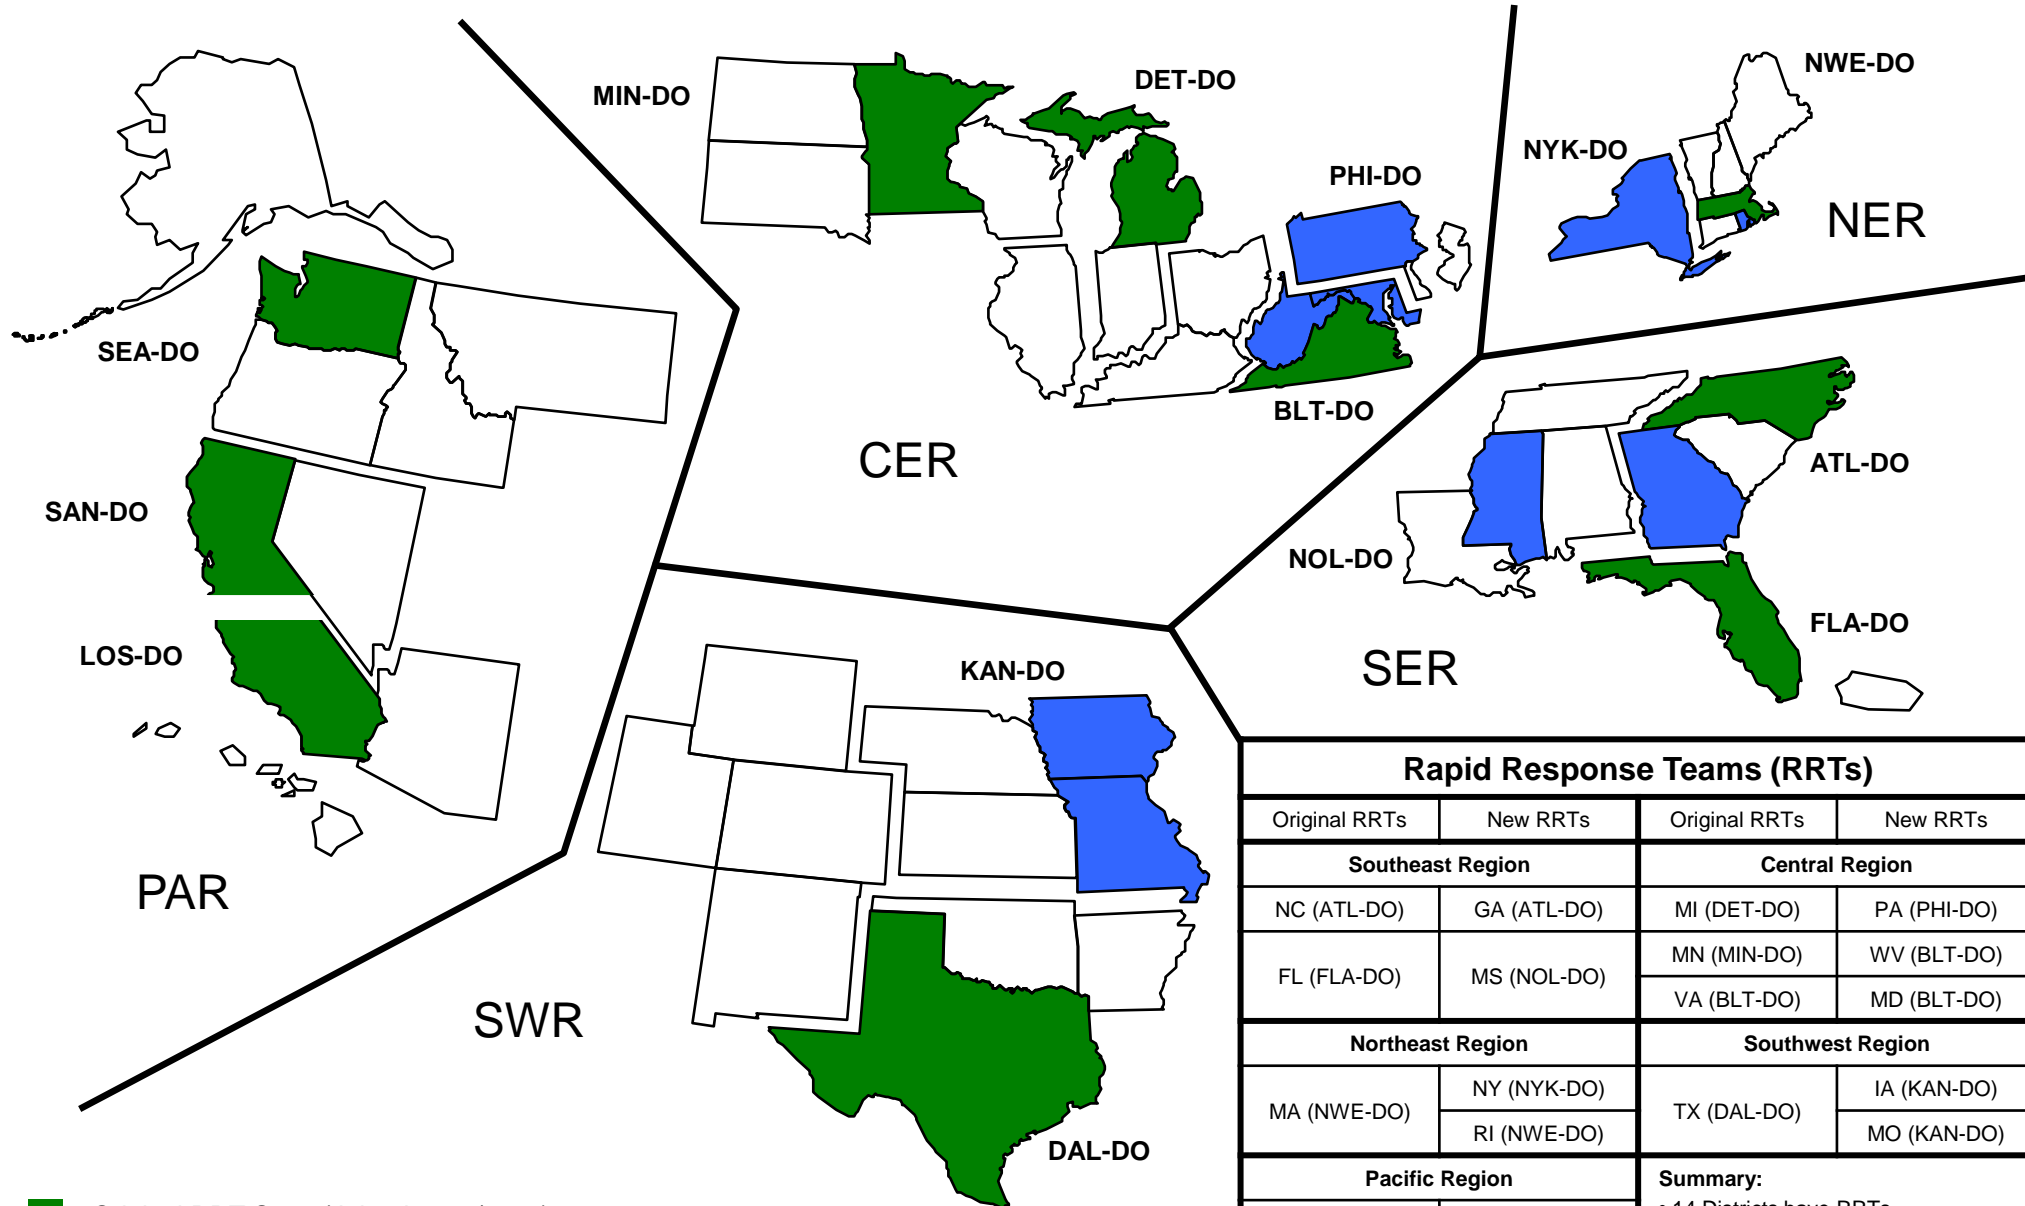 NWE-DO
DET-DO
MIN-DO
NYK-DO
PHI-DO
NER
SEA-DO
BLT-DO
CER
ATL-DO
SAN-DO
NOL-DO
FLA-DO
LOS-DO
KAN-DO
SER
PAR
SWR
DAL-DO
Rapid Response Teams (RRTs)
Original RRTs New RRTs Original RRTs New RRTs
Southeast Region Central Region
NC (ATL-DO) GA (ATL-DO) MI (DET-DO) PA (PHI-DO)
FL (FLA-DO) MS (NOL-DO) MN (MIN-DO) WV (BLT-DO)
VA (BLT-DO) MD (BLT-DO)
Northeast Region Southwest Region
MA (NWE-DO) NY (NYK-DO) TX (DAL-DO) IA (KAN-DO)
RI (NWE-DO) MO (KAN-DO)
Pacific Region Summary:
• 14 Districts have RRTs